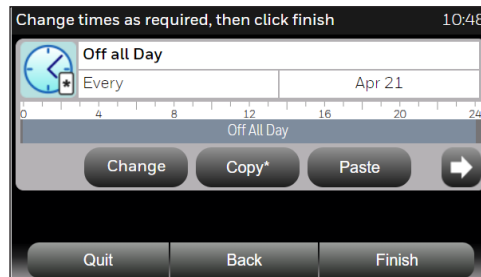 Change times as required, then click finish 10:48
Off all Day
Every Apr 21
0 4 8 12 16 20 24
Off All Day
Change Copy* Paste
Quit Back Finish